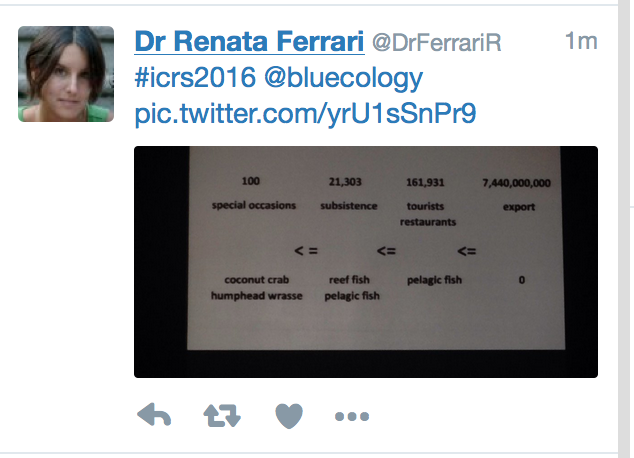 Dr Renata Ferrari @DrFerrariR 1m
#icrs2016 @bluecology
pic.twitter.com/yrU1sSnPr9
100 21,303 161,931 7,440,000,000
special occasions subsistence tourists export
restaurants
< = <= <=
coconut crab reef fish pelagic fish 0
humphead wrasse pelagic fish